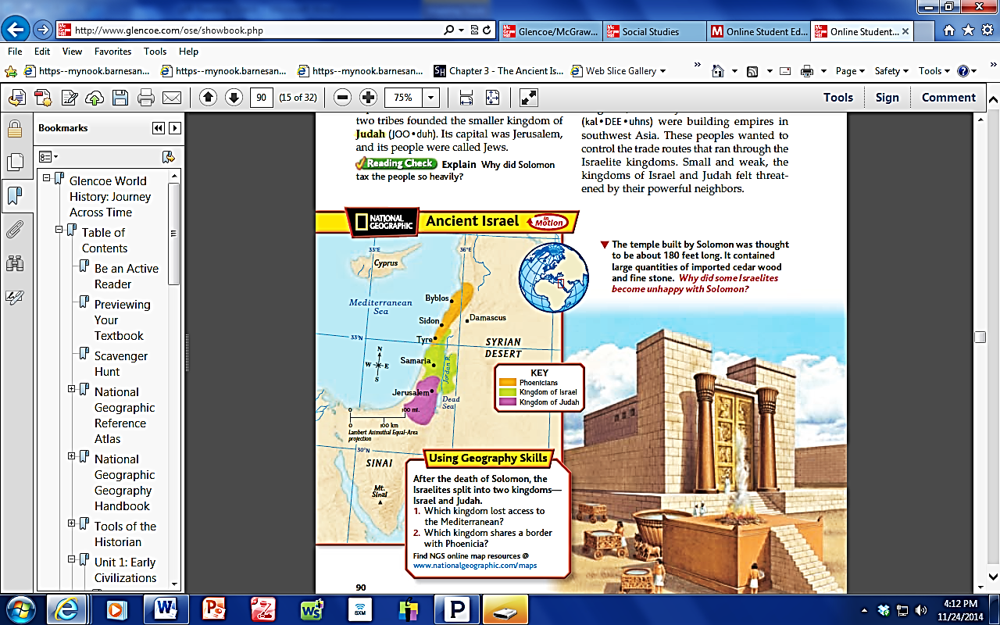 http://www.glencoe.com/ose/showbook.php
Glencoe/McGraw...
Social Studies
Online Student Ed...
Online Student...
File Edit View Favorites Tools Help
https--mynook.barnesan...
https--mynook.barnesan...
https--mynook.barnesan...
SH Chapter 3 - The Ancient Is...
Web Slice Gallery
Page Safety Tools
90 (15 of 32) 75%
Tools Sign Comment
Bookmarks
Glencoe World
History: Journey
Across Time
Table of
Contents
Be an Active
Reader
Previewing
Your
Textbook
Scavenger
Hunt
National
Geographic
Reference
Atlas
National
Geographic
Geography
Handbook
Tools of the
Historian
Unit 1: Early
Civilizations
two tribes founded the smaller kingdom of
Judah (JOO•duh). Its capital was Jerusalem,
and its people were called Jews.
Reading Check Explain Why did Solomon
tax the people so heavily?
(kal•DEE•uhns) were building empires in
southwest Asia. These peoples wanted to
control the trade routes that ran through the
Israelite kingdoms. Small and weak, the
kingdoms of Israel and Judah felt threat-
ened by their powerful neighbors.
NATIONAL
GEOGRAPHIC
Ancient Israel
In
Motion
33°E
36°E
Cyprus
Mediterranean
Sea
Byblos
Sidon
Damascus
33°N
Tyre
SYRIAN
DESERT
N
W E
S
Samaria
Jordan R.
Jerusalem
Dead
Sea
0 100 mi.
0 100 km
Lambert Azimuthal Equal-Area
projection
30°N
SINAI
Mt.
Sinai
KEY
Phoenicians
Kingdom of Israel
Kingdom of Judah
The temple built by Solomon was thought
to be about 180 feet long. It contained
large quantities of imported cedar wood
and fine stone. Why did some Israelites
become unhappy with Solomon?
Using Geography Skills
After the death of Solomon, the
Israelites split into two kingdoms—
Israel and Judah.
1. Which kingdom lost access to
the Mediterranean?
2. Which kingdom shares a border
with Phoenicia?
Find NGS online map resources @
www.nationalgeographic.com/maps
90
SXM
4:12 PM
11/24/2014